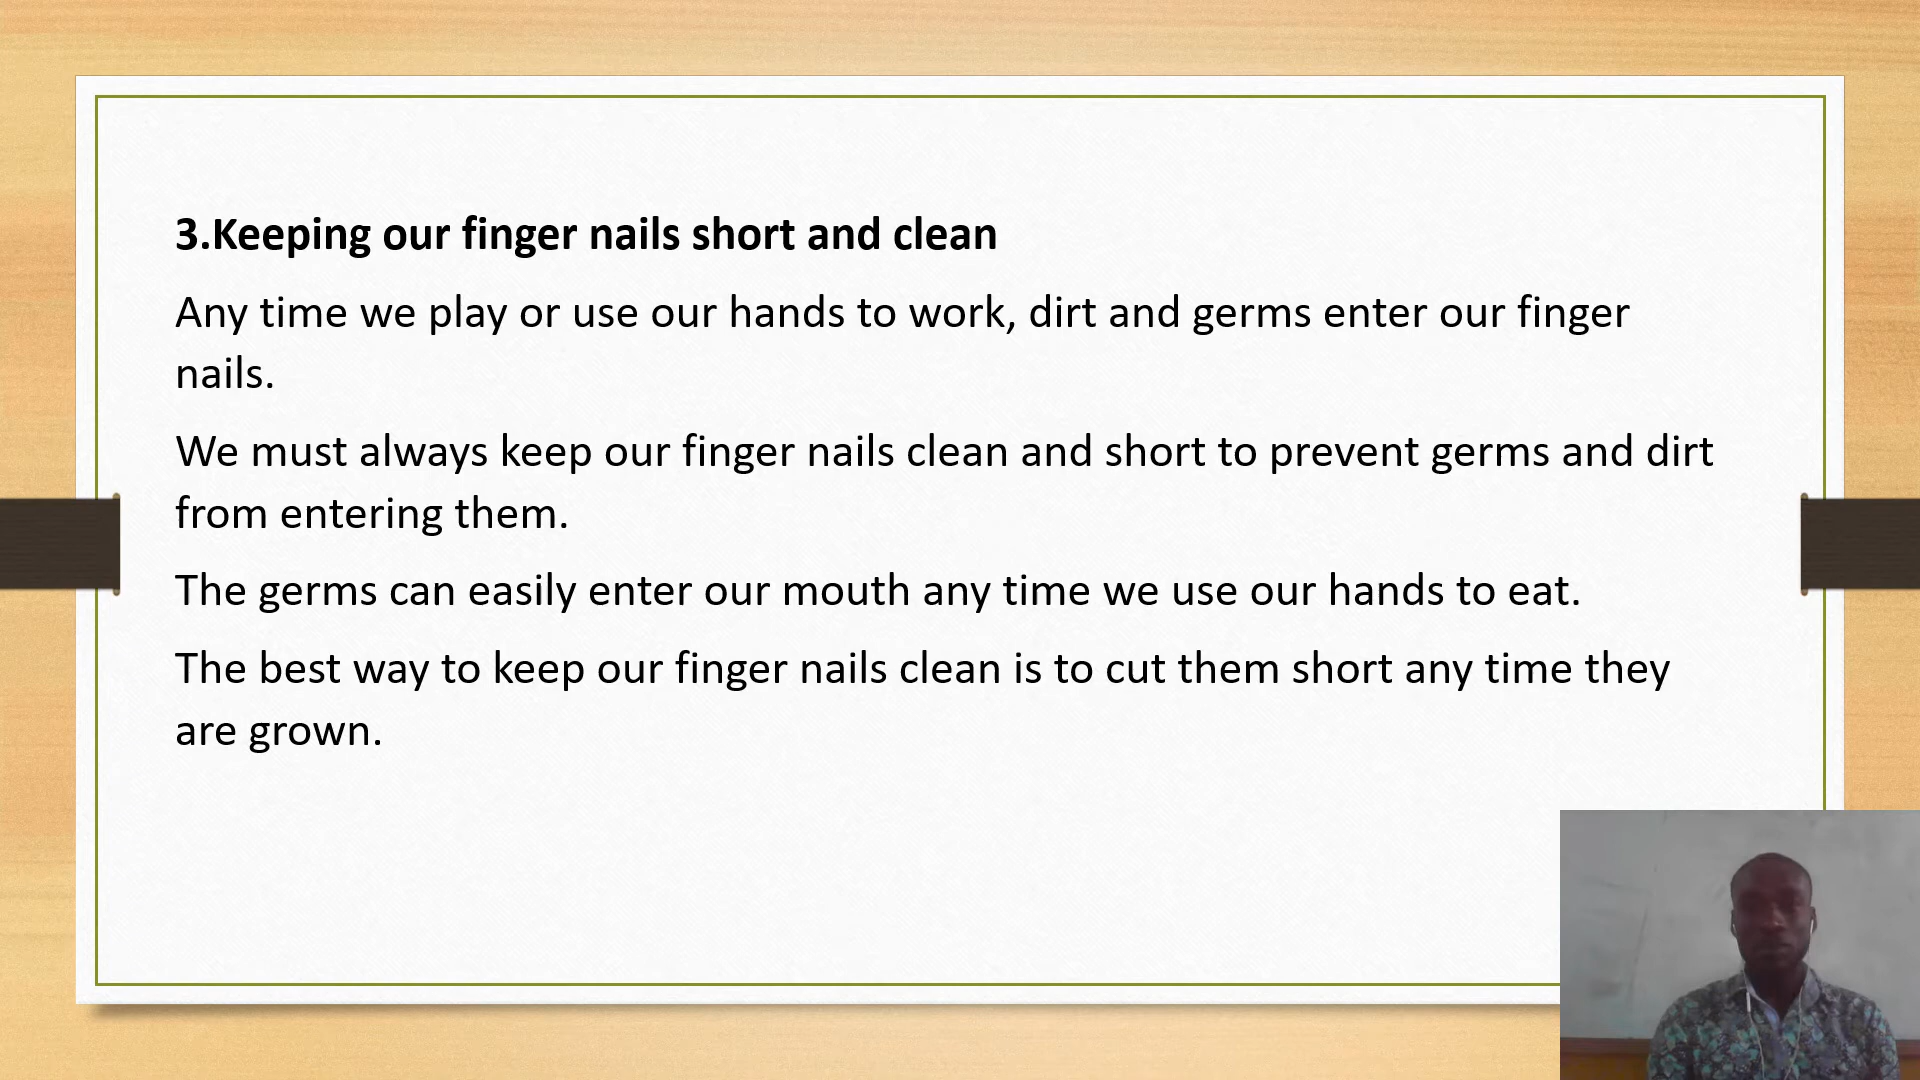 3.Keeping our finger nails short and clean
Any time we play or use our hands to work, dirt and germs enter our finger
nails.
We must always keep our finger nails clean and short to prevent germs and dirt
from entering them.
The germs can easily enter our mouth any time we use our hands to eat.
The best way to keep our finger nails clean is to cut them short any time they
are grown.